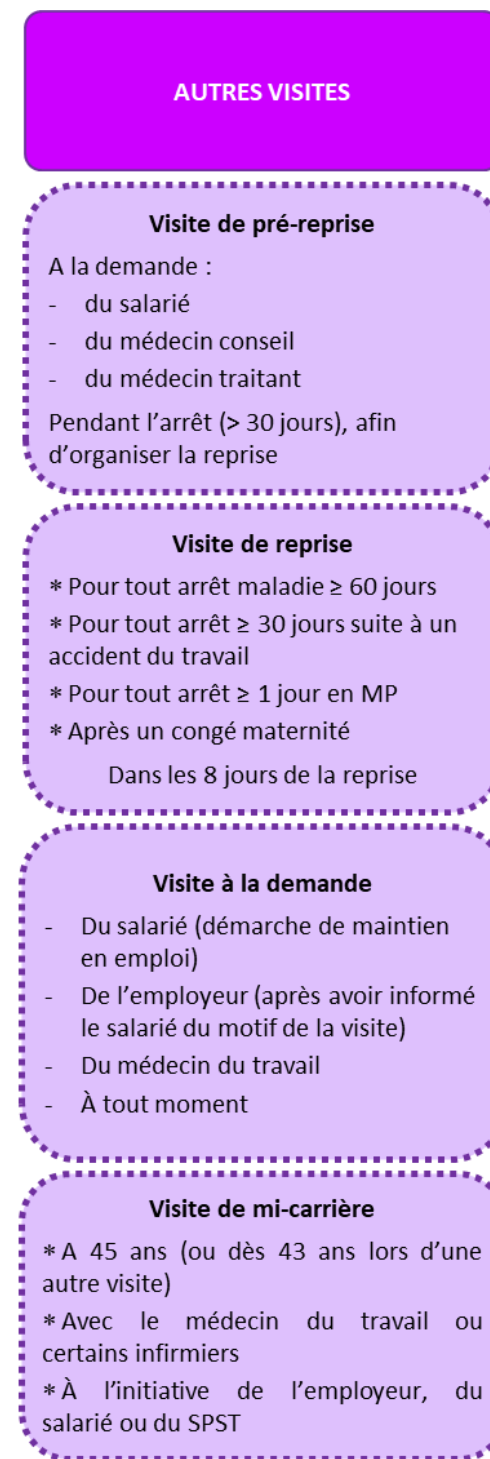 AUTRES VISITES
Visite de pré-reprise
A la demande :
- du salarié
- du médecin conseil
- du médecin traitant
Pendant l’arrêt (> 30 jours), afin
d’organiser la reprise
Visite de reprise
* Pour tout arrêt maladie ≥ 60 jours
* Pour tout arrêt ≥ 30 jours suite à un
accident du travail
* Pour tout arrêt ≥ 1 jour en MP
* Après un congé maternité
Dans les 8 jours de la reprise
Visite à la demande
- Du salarié (démarche de maintien
en emploi)
- De l’employeur (après avoir informé
le salarié du motif de la visite)
- Du médecin du travail
- À tout moment
Visite de mi-carrière
* A 45 ans (ou dès 43 ans lors d’une
autre visite)
* Avec le médecin du travail ou
certains infirmiers
* À l’initiative de l’employeur, du
salarié ou du SPST